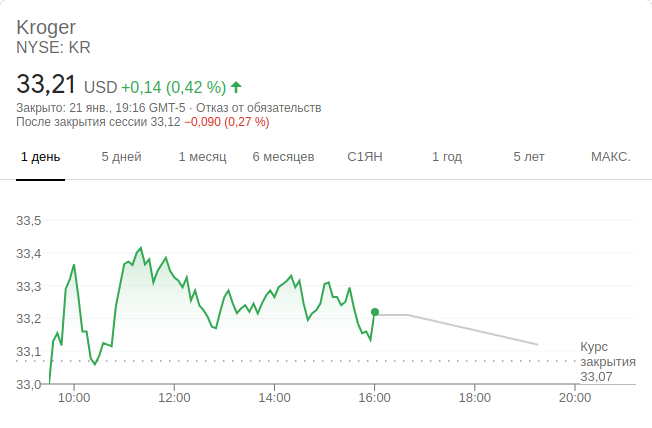 Kroger
NYSE: KR
33,21 USD +0,14 (0,42 %)
Закрыто: 21 янв., 19:16 GMT-5 · Отказ от обязательств
После закрытия сессии 33,12 −0,090 (0,27 %)
1 день 5 дней 1 месяц 6 месяцев С1ЯН 1 год 5 лет МАКС.
33,5
33,4
33,3
33,2
33,1
33,0
Курс
закрытия
33,07
10:00 12:00 14:00 16:00 18:00 20:00